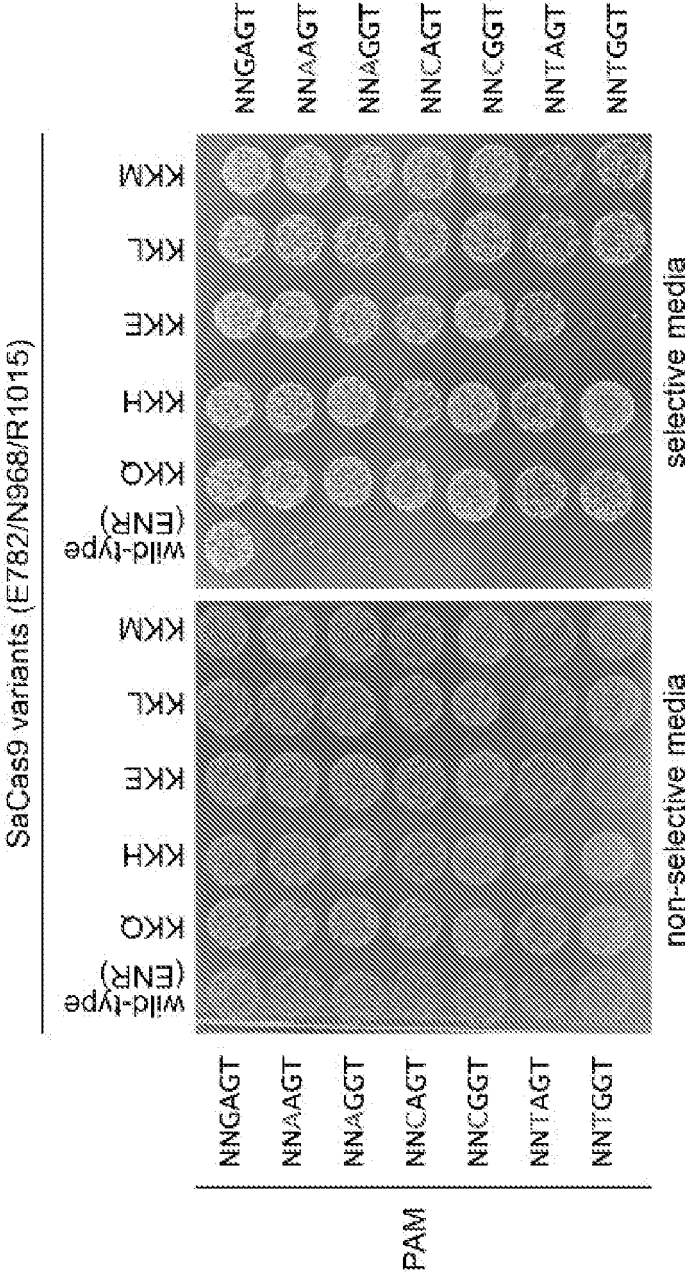 SaCas9 variants (E782/N968/R1015)
wild-type
(ENR)
KKQ
KKH
KKE
KKL
KKM
wild-type
(ENR)
KKQ
KKH
KKE
KKL
KKM
PAM
NNGAGT
NNAAGT
NNAGGT
NNCAGT
NNCGGT
NNTAGT
NNTGGT
NNGAGT
NNAAGT
NNAGGT
NNCAGT
NNCGGT
NNTAGT
NNTGGT
non-selective media
selective media